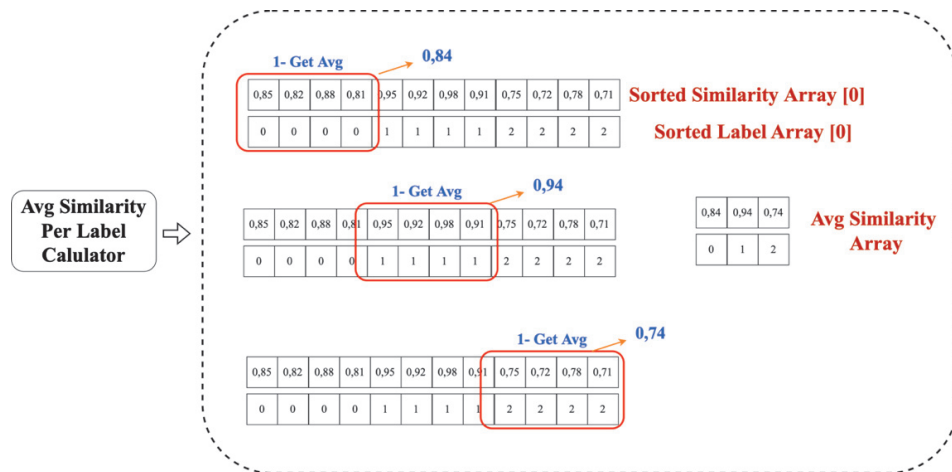 Avg Similarity
Per Label
Calulator
1- Get Avg
0,84
0,85 0,82 0,88 0,81 0,95 0,92 0,98 0,91 0,75 0,72 0,78 0,71
0 0 0 0 1 1 1 1 2 2 2 2
Sorted Similarity Array [0]
Sorted Label Array [0]
1- Get Avg
0,94
0,85 0,82 0,88 0,81 0,95 0,92 0,98 0,91 0,75 0,72 0,78 0,71
0 0 0 0 1 1 1 1 2 2 2 2
0,84 0,94 0,74
0 1 2
Avg Similarity
Array
1- Get Avg
0,74
0,85 0,82 0,88 0,81 0,95 0,92 0,98 0,91 0,75 0,72 0,78 0,71
0 0 0 0 1 1 1 1 2 2 2 2